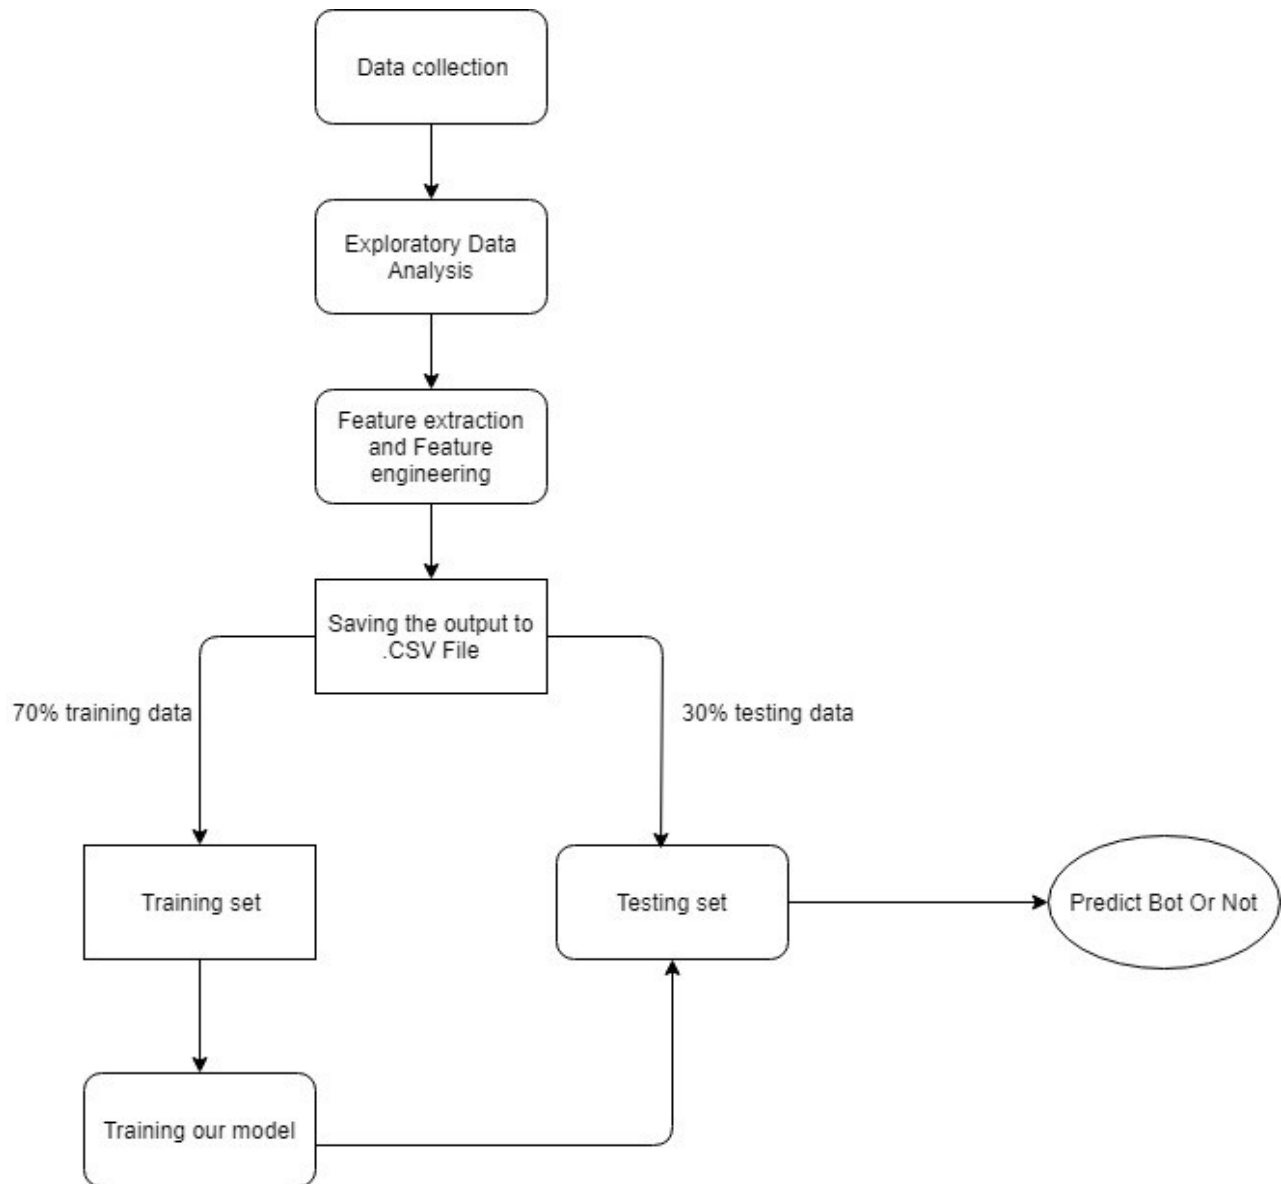 Data collection
Exploratory Data
Analysis
Feature extraction
and Feature
engineering
Saving the output to
.CSV File
70% training data
30% testing data
Training set
Testing set
Predict Bot Or Not
Training our model